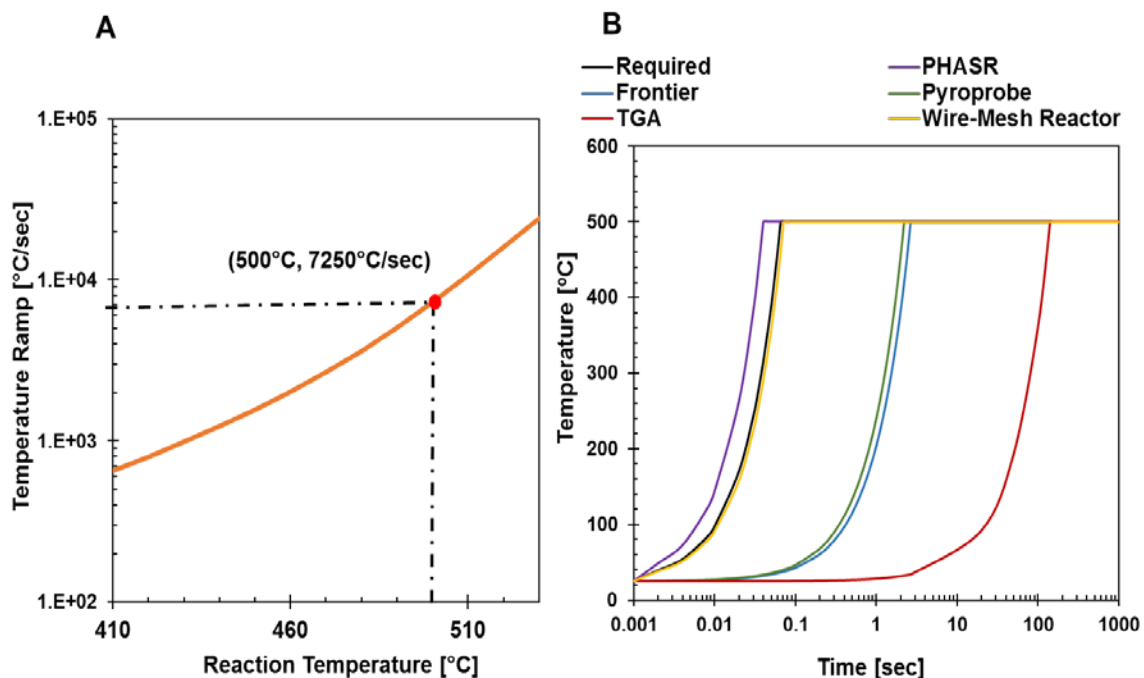 A
Temperature Ramp [°C/sec]
1.E+05
1.E+04
1.E+03
1.E+02
(500°C, 7250°C/sec)
410
460
510
Reaction Temperature [°C]
B
Required
PHASR
Frontier
Pyroprobe
TGA
Wire-Mesh Reactor
Temperature [°C]
600
500
400
300
200
100
0
0.001
0.01
0.1
1
10
100
1000
Time [sec]